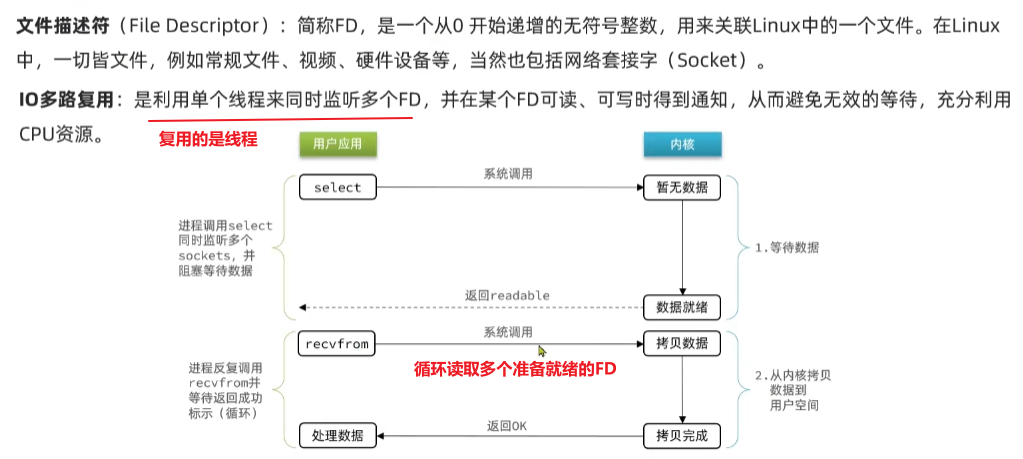 文件描述符（File Descriptor）：简称FD，是一个从0 开始递增的无符号整数，用来关联Linux中的一个文件。在Linux
中，一切皆文件，例如常规文件、视频、硬件设备等，当然也包括网络套接字（Socket）。
IO多路复用：是利用单个线程来同时监听多个FD，并在某个FD可读、可写时得到通知，从而避免无效的等待，充分利用
CPU资源。
复用的是线程
用户应用
内核
select
系统调用
暂无数据
进程调用select
同时监听多个
sockets，并
阻塞等待数据
1.等待数据
返回readable
数据就绪
recvfrom
系统调用
拷贝数据
循环读取多个准备就绪的FD
进程反复调用
recvfrom并
等待返回成功
标示（循环）
2.从内核拷贝
数据到
用户空间
处理数据
返回OK
拷贝完成